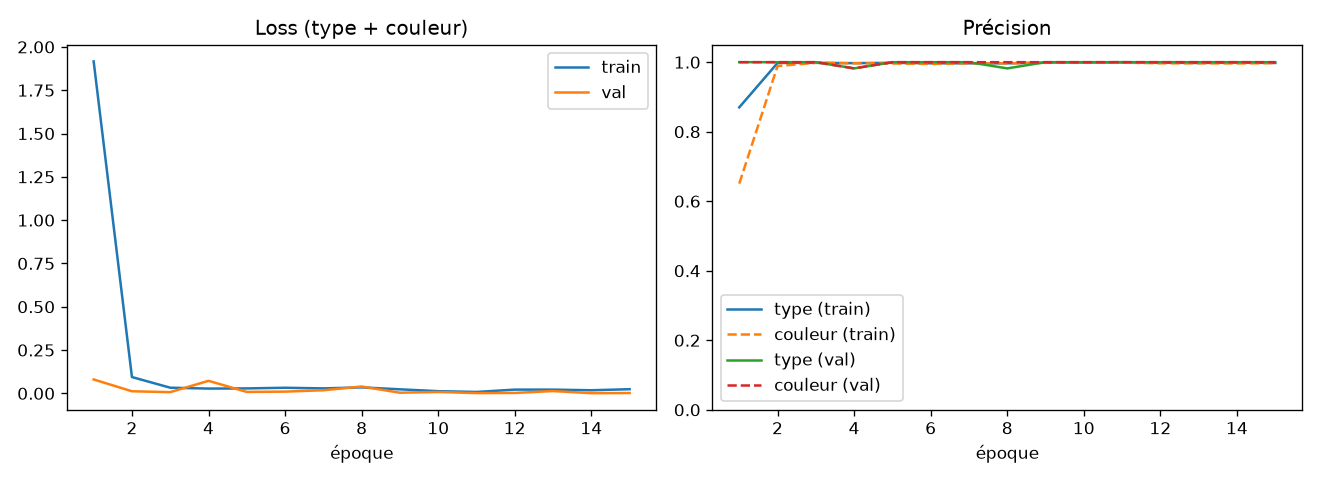 Loss (type + couleur)
2.00
1.75
1.50
1.25
1.00
0.75
0.50
0.25
0.00
train
val
2 4 6 8 10 12 14
époque
Précision
1.0
0.8
0.6
0.4
0.2
0.0
type (train)
couleur (train)
type (val)
couleur (val)
2 4 6 8 10 12 14
époque